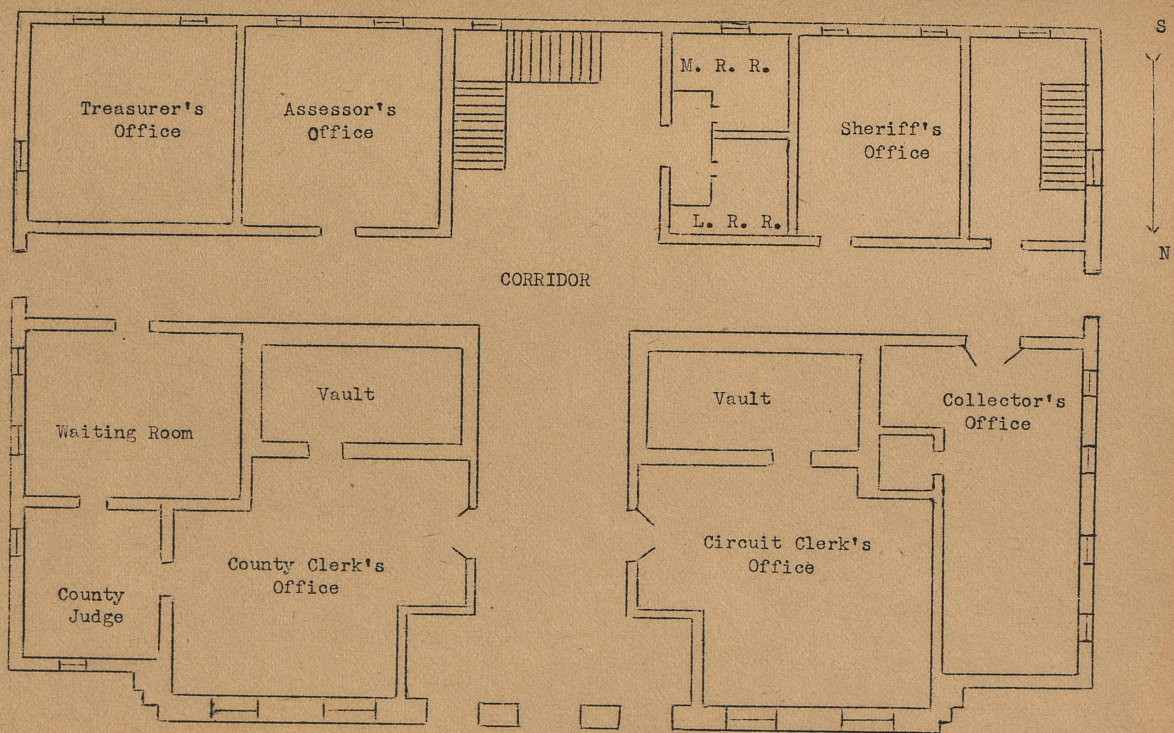 S
M. R. R.
Treasurer's
Office
Assessor's
Office
Sheriff's
Office
L. R. R.
N
CORRIDOR
Vault
Vault
Waiting Room
Collector's
Office
County Clerk's
Office
Circuit Clerk's
Office
County
Judge